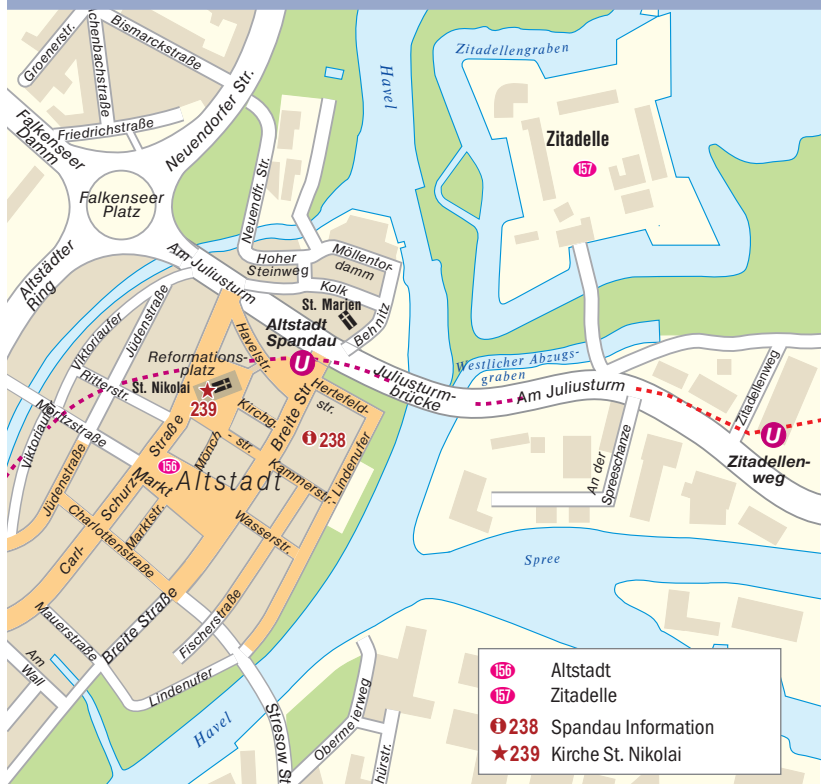 Bismarckstraße
Groenerstr.
chenbachstraße
Friedrichstraße
Neuendorfer Str.
Falkenseer
Damm
Falkenseer
Platz
Altstädter
Ring
Havel
Zitadellengraben
Zitadelle
157
Neuendfr. Str.
Am Juliusturm
Hoher
Steinweg
Möllentor-
damm
Kolk
St. Marien
Behnitz
Altstadt
Spandau
U
Viktoriaufer
Jüdenstraße
Reformations-
platz
Havelstr.
Ritterstr.
St. Nikolai
239
Moritzstraße
Viktoriaufer
Kirchg.
-
str.
Mönch-
Breite Str.
Hertefeld-
str.
238
Juliusturm-
brücke
Westlicher Abzugs-
graben
Am Juliusturm
Zitadellenweg
U
Zitadellen-
weg
An der
Spreeschanze
Straße
156
Altstadt
Markt
Schurz-
Marktstr.
Carl-
Kammerstr.
Lindenufer
Wasserstr.
Jüdenstraße
Charlottenstraße
Mauerstraße
Breite Straße
Fischerstraße
Am
Wall
Lindenufer
Stresow St
Havel
Obermeierweg
hürstr.
Spree
156 Altstadt
157 Zitadelle
i 238 Spandau Information
★ 239 Kirche St. Nikolai